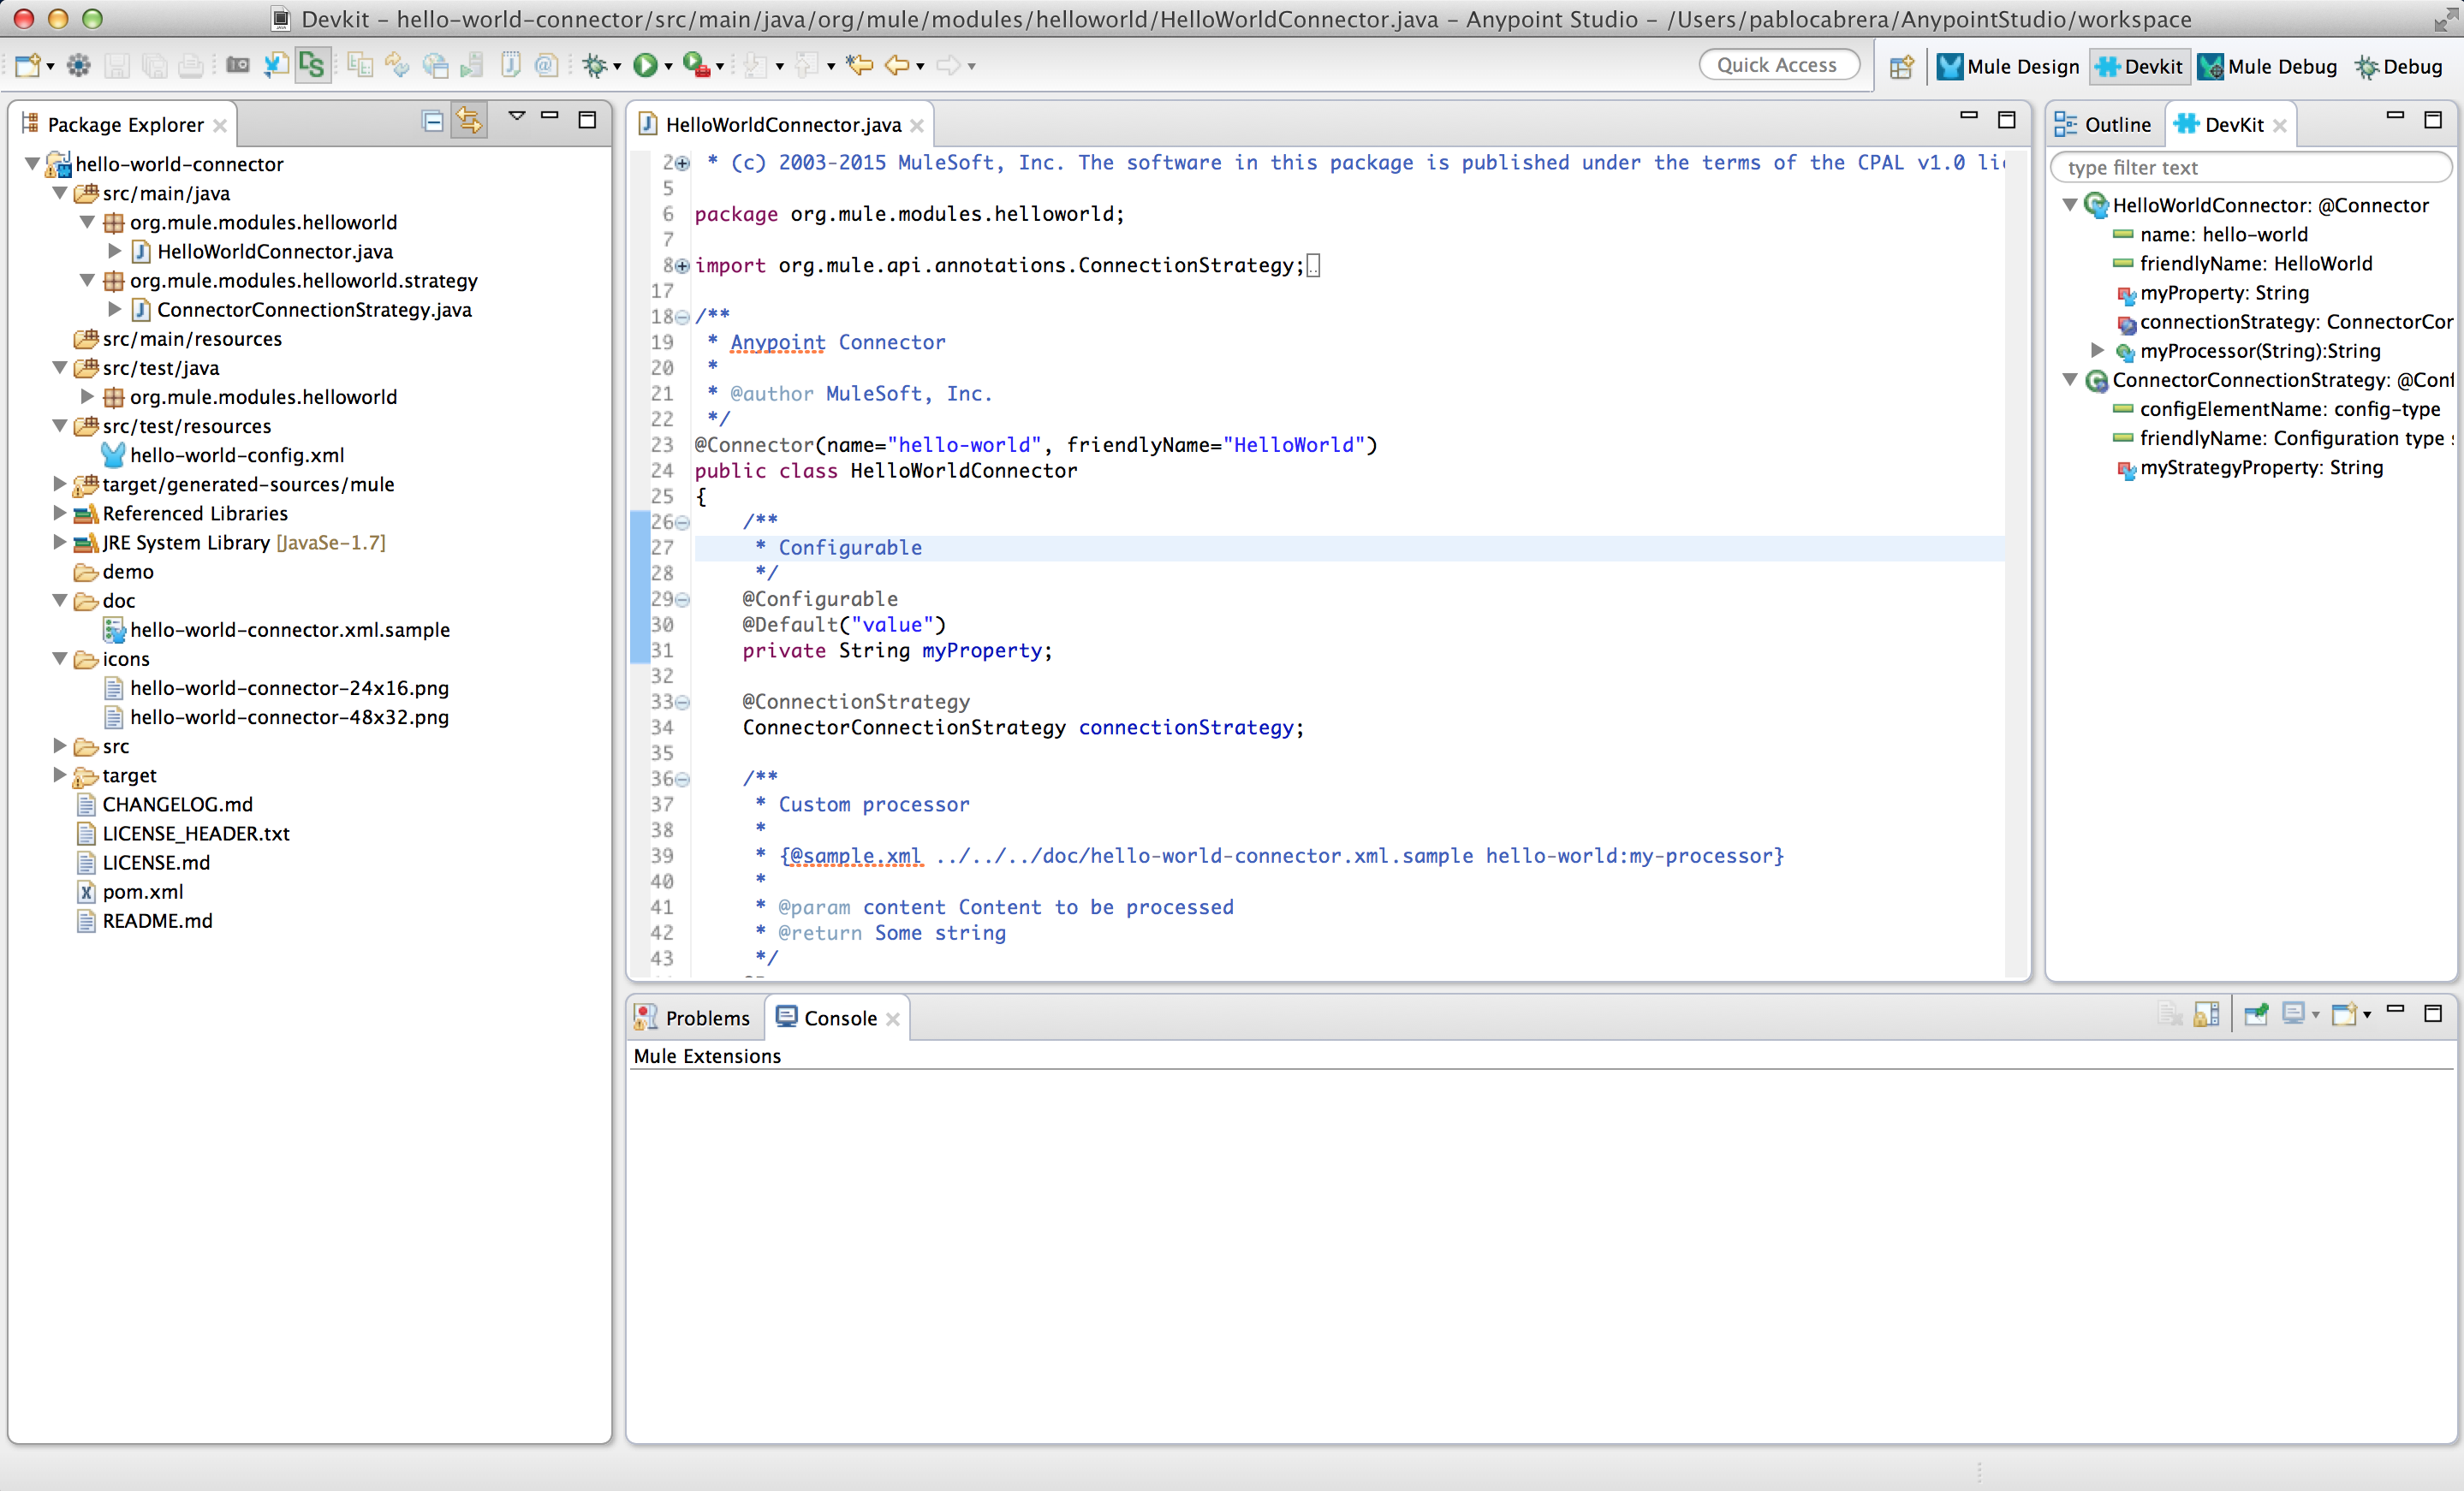 Devkit - hello-world-connector/src/main/java/org/mule/modules/helloworld/HelloWorldConnector.java - Anypoint Studio - /Users/pablocabrera/AnypointStudio/workspace
Quick Access
Mule Design
Devkit
Mule Debug
Debug
Package Explorer
hello-world-connector
src/main/java
org.mule.modules.helloworld
HelloWorldConnector.java
org.mule.modules.helloworld.strategy
ConnectorConnectionStrategy.java
src/main/resources
src/test/java
org.mule.modules.helloworld
src/test/resources
hello-world-config.xml
target/generated-sources/mule
Referenced Libraries
JRE System Library [JavaSe-1.7]
demo
doc
hello-world-connector.xml.sample
icons
hello-world-connector-24x16.png
hello-world-connector-48x32.png
src
target
CHANGELOG.md
LICENSE_HEADER.txt
LICENSE.md
pom.xml
README.md
HelloWorldConnector.java
2 * (c) 2003-2015 MuleSoft, Inc. The software in this package is published under the terms of the CPAL v1.0
5
6 package org.mule.modules.helloworld;
7
8 import org.mule.api.annotations.ConnectionStrategy;
17
18 /**
19 * Anypoint Connector
20 *
21 * @author MuleSoft, Inc.
22 */
23 @Connector(name="hello-world", friendlyName="HelloWorld")
24 public class HelloWorldConnector
25 {
26 /**
27 * Configurable
28 */
29 @Configurable
30 @Default("value")
31 private String myProperty;
32
33 @ConnectionStrategy
34 ConnectorConnectionStrategy connectionStrategy;
35
36 /**
37 * Custom processor
38 *
39 * {@sample.xml ../../../doc/hello-world-connector.xml.sample hello-world:my-processor}
40 *
41 * @param content Content to be processed
42 * @return Some string
43 */
Outline
DevKit
type filter text
HelloWorldConnector: @Connector
name: hello-world
friendlyName: HelloWorld
myProperty: String
connectionStrategy: ConnectorCor
myProcessor(String):String
ConnectorConnectionStrategy: @Conf
configElementName: config-type
friendlyName: Configuration type
myStrategyProperty: String
Problems
Console
Mule Extensions